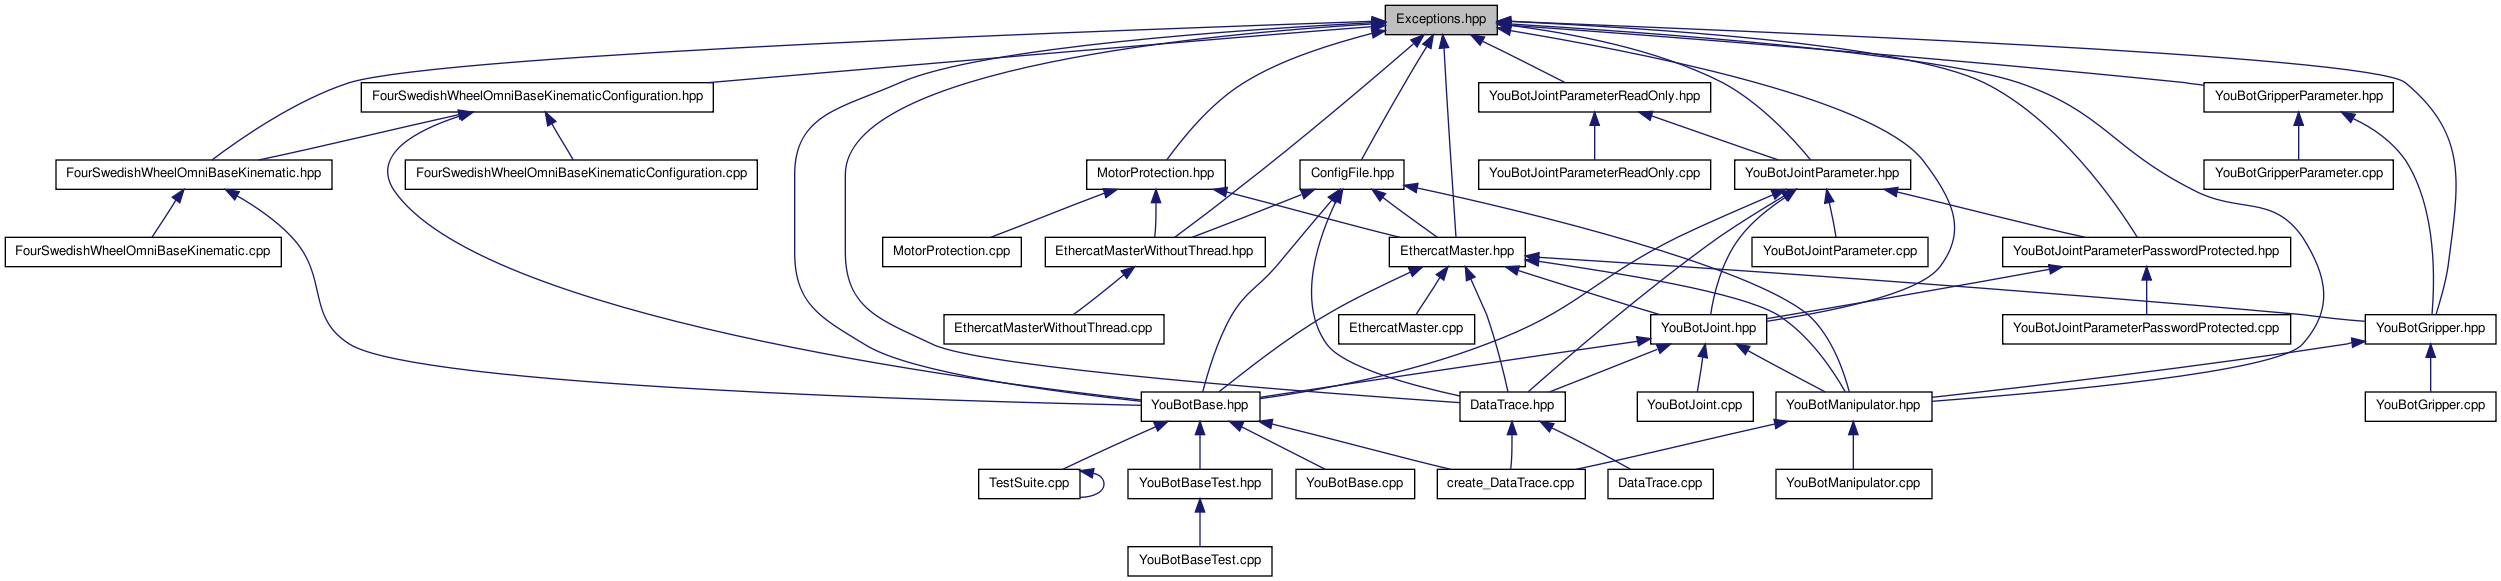 Exceptions.hpp
FourSwedishWheelOmniBaseKinematicConfiguration.hpp
YouBotJointParameterReadOnly.hpp
YouBotGripperParameter.hpp
FourSwedishWheelOmniBaseKinematic.hpp
FourSwedishWheelOmniBaseKinematicConfiguration.cpp
MotorProtection.hpp
ConfigFile.hpp
YouBotJointParameterReadOnly.cpp
YouBotJointParameter.hpp
YouBotGripperParameter.cpp
FourSwedishWheelOmniBaseKinematic.cpp
MotorProtection.cpp
EthercatMasterWithoutThread.hpp
EthercatMaster.hpp
YouBotJointParameter.cpp
YouBotJointParameterPasswordProtected.hpp
EthercatMasterWithoutThread.cpp
EthercatMaster.cpp
YouBotJoint.hpp
YouBotJointParameterPasswordProtected.cpp
YouBotGripper.hpp
YouBotBase.hpp
DataTrace.hpp
YouBotJoint.cpp
YouBotManipulator.hpp
YouBotGripper.cpp
TestSuite.cpp
YouBotBaseTest.hpp
YouBotBase.cpp
create_DataTrace.cpp
DataTrace.cpp
YouBotManipulator.cpp
YouBotBaseTest.cpp